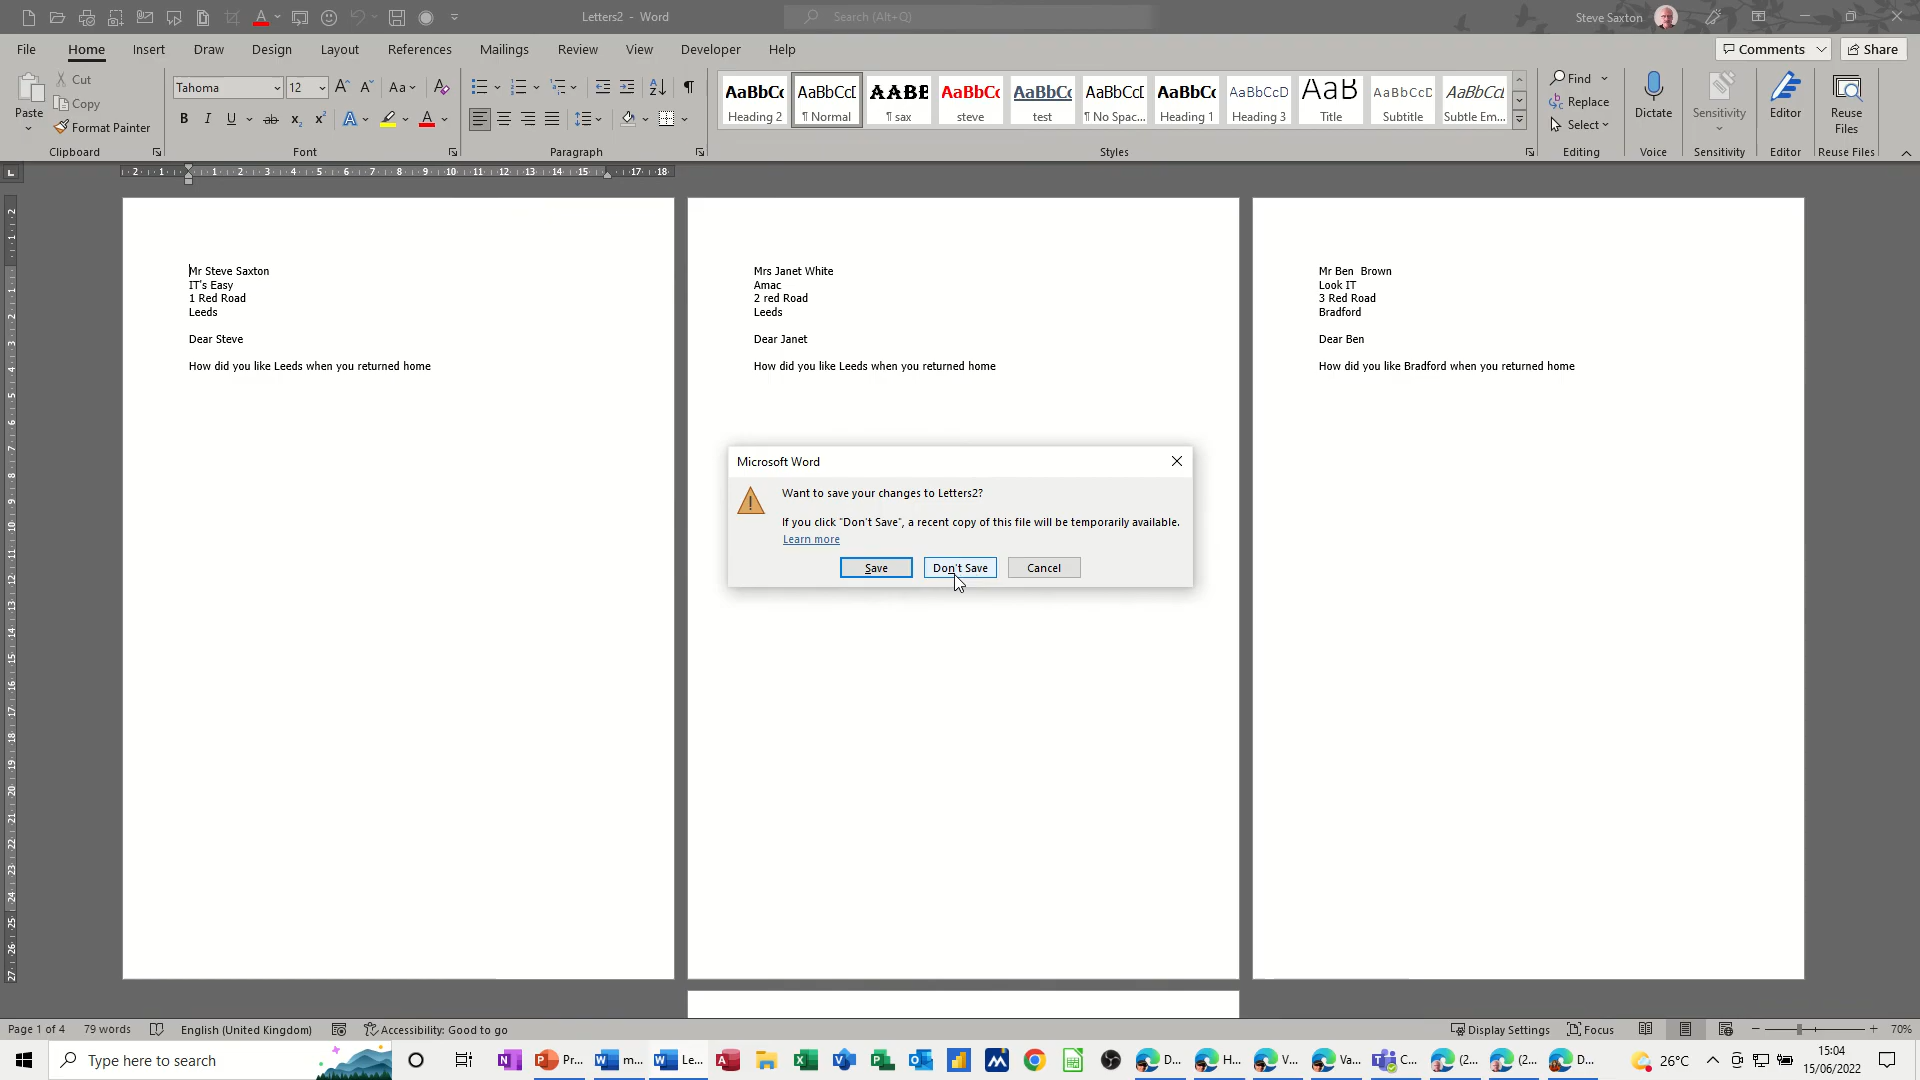 Letters2 - Word
Search (Alt+Q)
Steve Saxton
File Home Insert Draw Design Layout References Mailings Review View Developer Help
Comments
Share
Paste
Cut
Copy
Format Painter
Clipboard
Tahoma 12
Font
Paragraph
AaBbCc AaBbCcD AABB AaBbCc AaBbCc AaBbCcD AaBbCc AaBbCcD AaB AaBbCcD AaBbCcD
Heading 2 ¶ Normal ¶ sax steve test ¶ No Spac... Heading 1 Heading 3 Title Subtitle Subtle Em...
Styles
Find
Replace
Select
Editing
Dictate
Voice
Sensitivity
Sensitivity
Editor
Editor
Reuse
Files
Reuse Files
Mr Steve Saxton
IT's Easy
1 Red Road
Leeds
Dear Steve
How did you like Leeds when you returned home
Mrs Janet White
Amac
2 red Road
Leeds
Dear Janet
How did you like Leeds when you returned home
Mr Ben  Brown
Look IT
3 Red Road
Bradford
Dear Ben
How did you like Bradford when you returned home
Microsoft Word
Want to save your changes to Letters2?
If you click "Don't Save", a recent copy of this file will be temporarily available.
Learn more
Save Don't Save Cancel
Page 1 of 4 79 words English (United Kingdom) Accessibility: Good to go
Display Settings Focus 70%
Type here to search
Pr... m... Le... D... H... V... Va... C... (2... (2... D...
26°C
15:04
15/06/2022